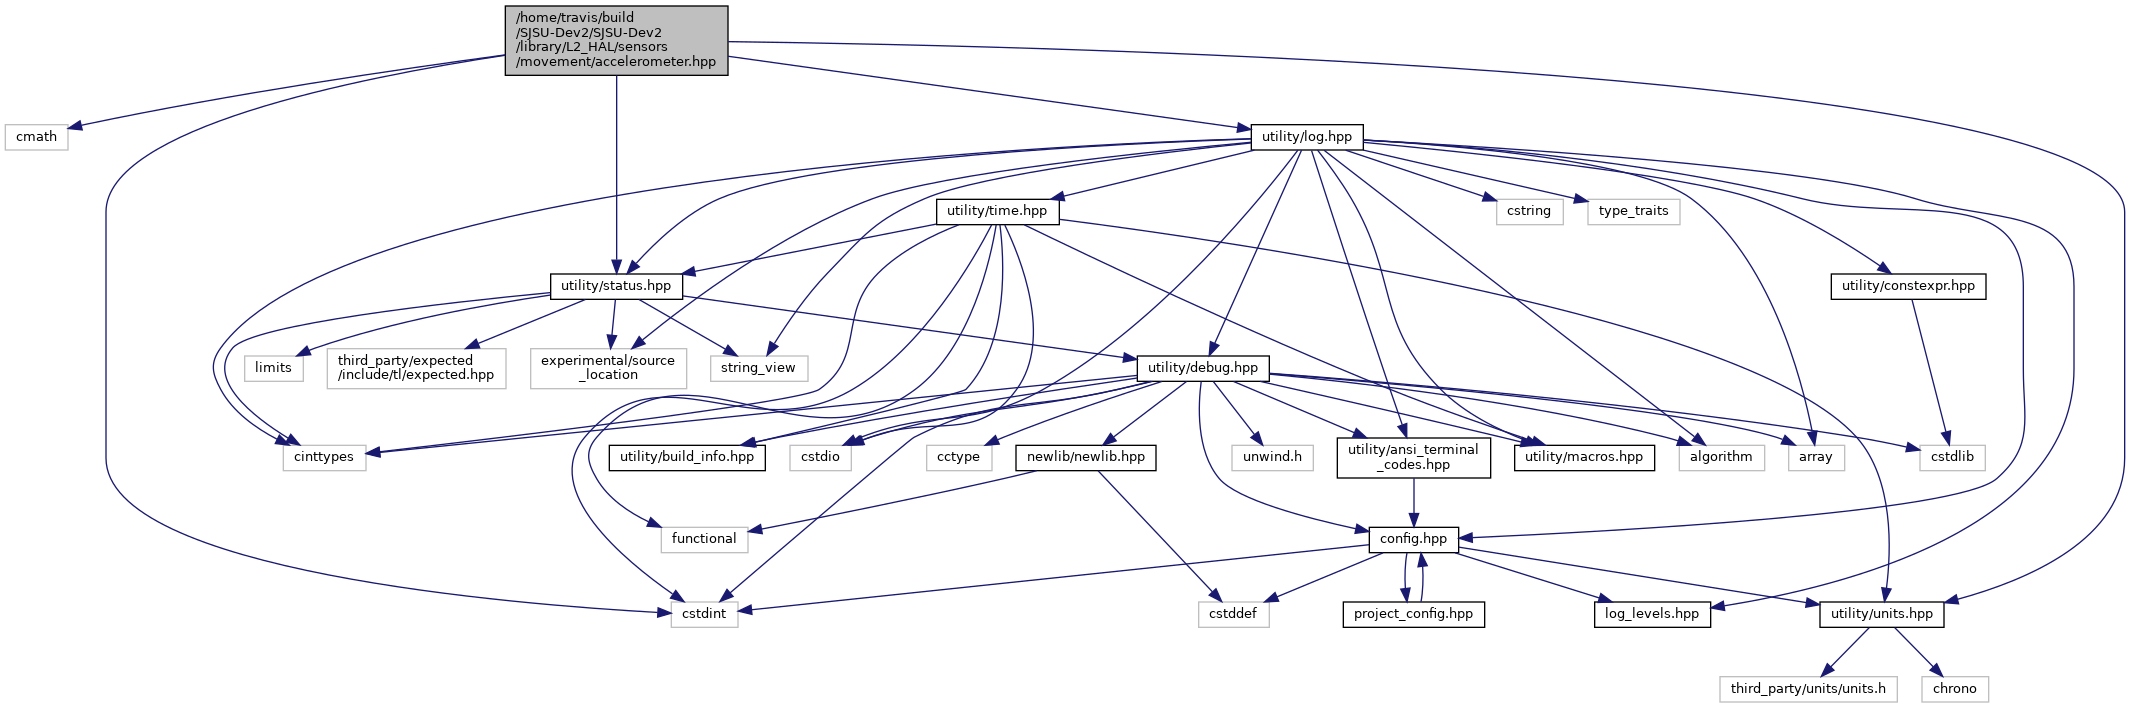 /home/travis/build
/SJSU-Dev2/SJSU-Dev2
/library/L2_HAL/sensors
/movement/accelerometer.hpp
cmath
utility/log.hpp
utility/time.hpp
cstring
type_traits
utility/status.hpp
utility/constexpr.hpp
limits
third_party/expected
/include/tl/expected.hpp
experimental/source
_location
string_view
utility/debug.hpp
cinttypes
utility/build_info.hpp
cstdio
cctype
newlib/newlib.hpp
unwind.h
utility/ansi_terminal
_codes.hpp
utility/macros.hpp
algorithm
array
cstdlib
functional
config.hpp
cstdint
cstddef
project_config.hpp
log_levels.hpp
utility/units.hpp
third_party/units/units.h
chrono